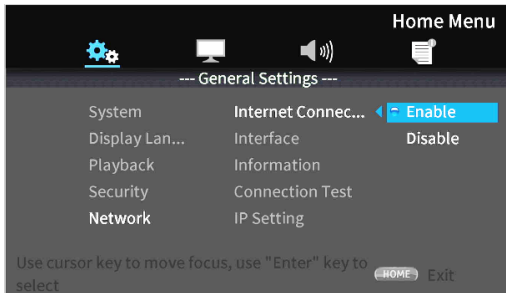 Home Menu
--- General Settings ---
System Internet Connec... Enable
Display Lan... Interface Disable
Playback Information
Security Connection Test
Network IP Setting
Use cursor key to move focus, use "Enter" key to
select
HOME Exit